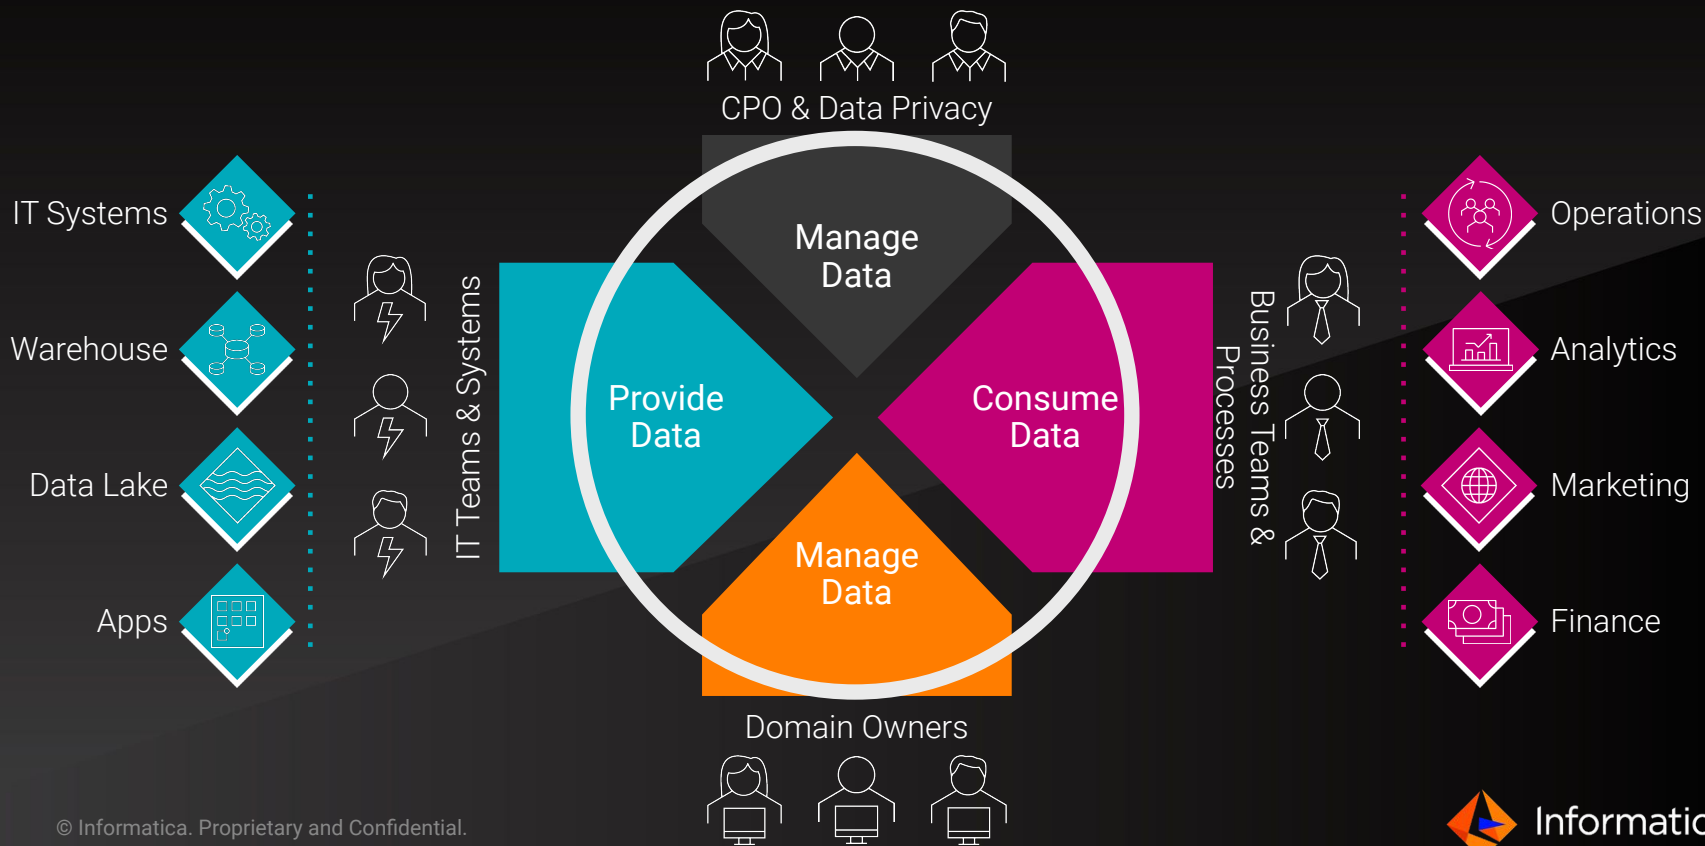 CPO & Data Privacy
IT Systems
Warehouse
Data Lake
Apps
IT Teams & Systems
Manage
Data
Provide
Data
Consume
Data
Manage
Data
Business Teams &
Processes
Operations
Analytics
Marketing
Finance
Domain Owners
© Informatica. Proprietary and Confidential.
Informatic